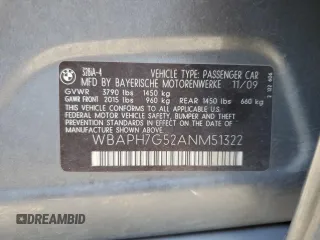 328iA-4 VEHICLE TYPE: PASSENGER CAR
MFD BY BAYERISCHE MOTORENWERKE 11/09
GVWR 3790 lbs 1450 kg
GAWR FRONT 2015 lbs 960 kg REAR 1450 lbs 660 kg
THIS VEHICLE CONFORMS TO ALL APPLICABLE
FEDERAL MOTOR VEHICLE SAFETY,
BUMPER, AND THEFT PREVENTION
STANDARDS IN EFFECT ON THE DATE OF
MANUFACTURE SHOWN ABOVE.
WBAPH7G52ANM51322
© AUTOBIDMASTER